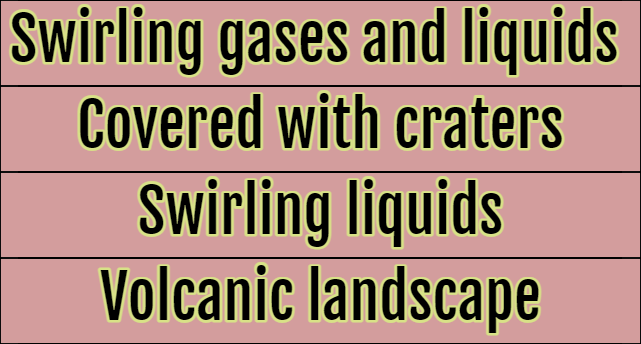 Swirling gases and liquids
Covered with craters
Swirling liquids
Volcanic landscape